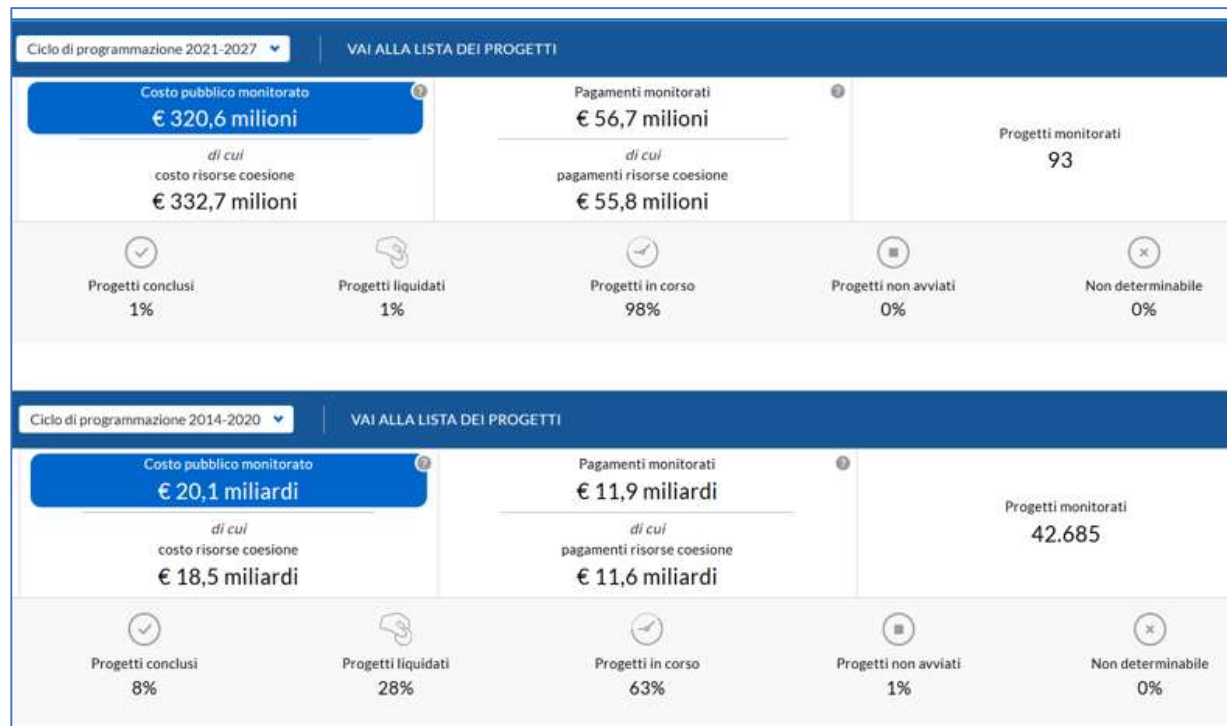 Ciclo di programmazione 2021-2027 VAI ALLA LISTA DEI PROGETTI
Costo pubblico monitorato ?
€ 320,6 milioni
di cui
costo risorse coesione
€ 332,7 milioni
Pagamenti monitorati ?
€ 56,7 milioni
di cui
pagamenti risorse coesione
€ 55,8 milioni
Progetti monitorati
93
Progetti conclusi
1%
Progetti liquidati
1%
Progetti in corso
98%
Progetti non avviati
0%
Non determinabile
0%
Ciclo di programmazione 2014-2020 VAI ALLA LISTA DEI PROGETTI
Costo pubblico monitorato ?
€ 20,1 miliardi
di cui
costo risorse coesione
€ 18,5 miliardi
Pagamenti monitorati ?
€ 11,9 miliardi
di cui
pagamenti risorse coesione
€ 11,6 miliardi
Progetti monitorati
42.685
Progetti conclusi
8%
Progetti liquidati
28%
Progetti in corso
63%
Progetti non avviati
1%
Non determinabile
0%